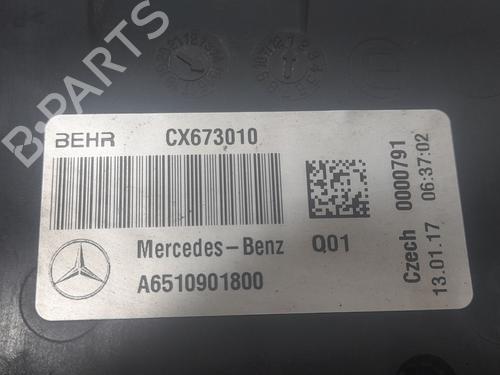 BEHR CX673010
Mercedes-Benz Q01
A6510901800
Czech 0000791
13.01.17 06:37:02
B-PARTS